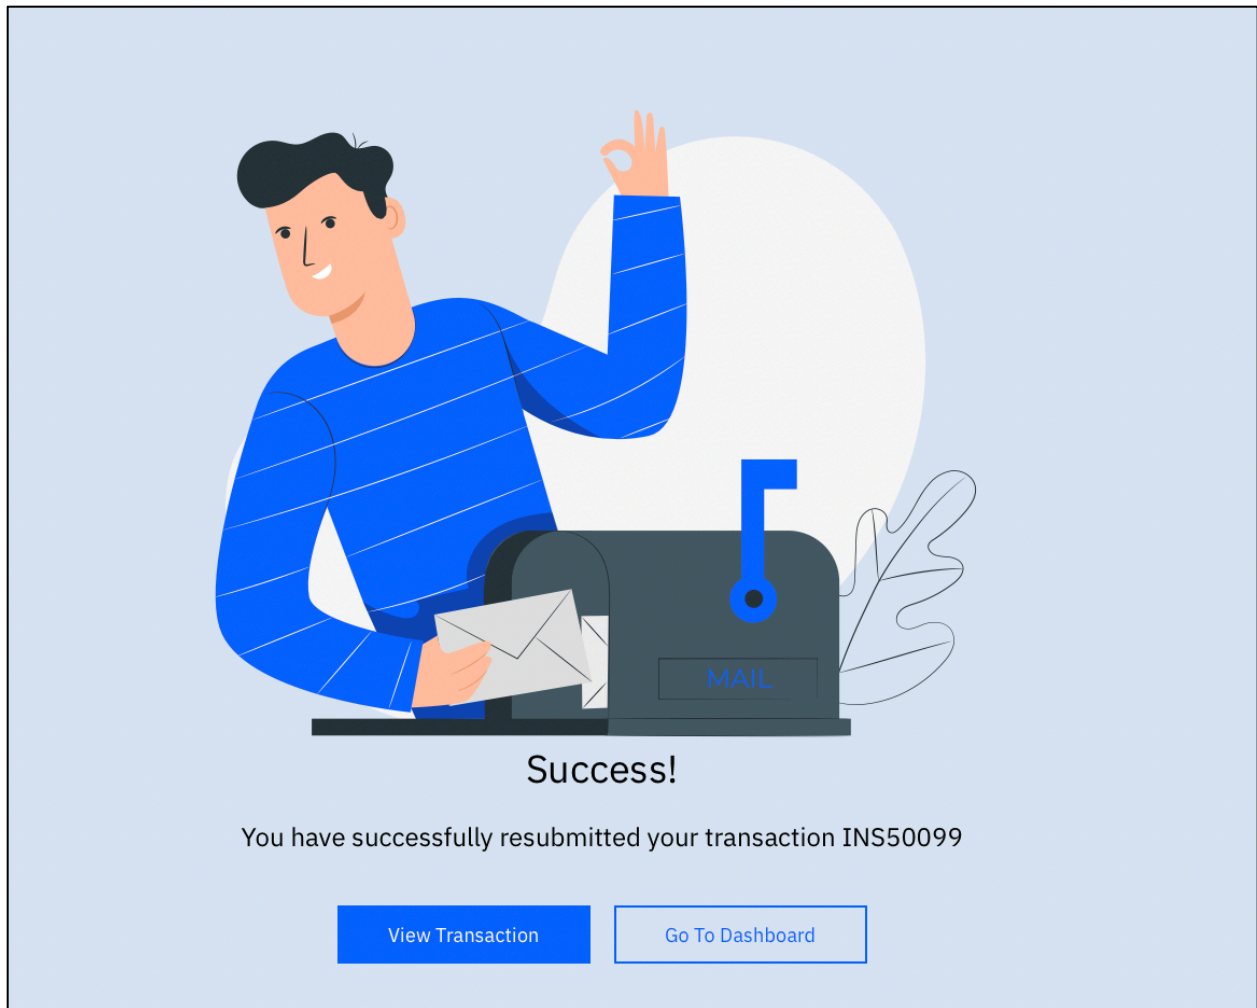 MAIL
Success!
You have successfully resubmitted your transaction INS50099
View Transaction
Go To Dashboard